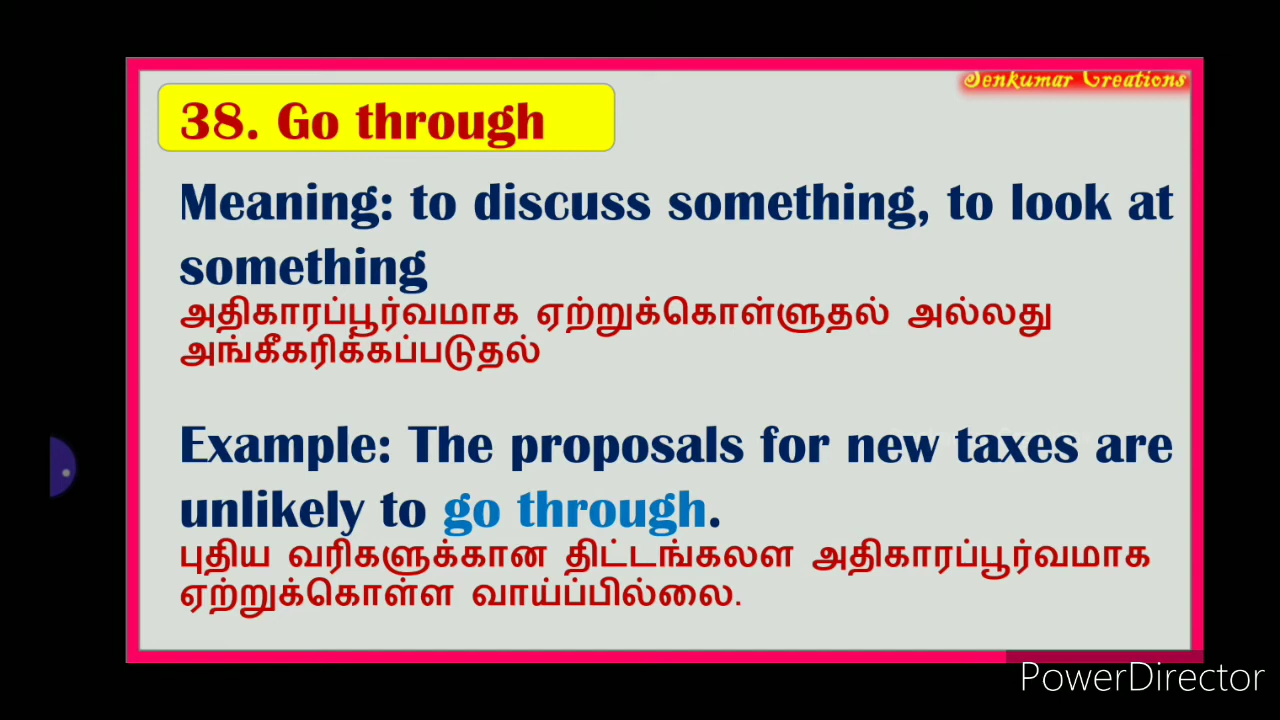 Senkumar Creations
38. Go through
Meaning: to discuss something, to look at
something
அதிகாரப்பூர்வமாக ஏற்றுக்கொள்ளுதல் அல்லது
அங்கீகரிக்கப்படுதல்
Example: The proposals for new taxes are
unlikely to go through.
புதிய வரிகளுக்கான திட்டங்கலள அதிகாரப்பூர்வமாக
ஏற்றுக்கொள்ள வாய்ப்பில்லை.
PowerDirector